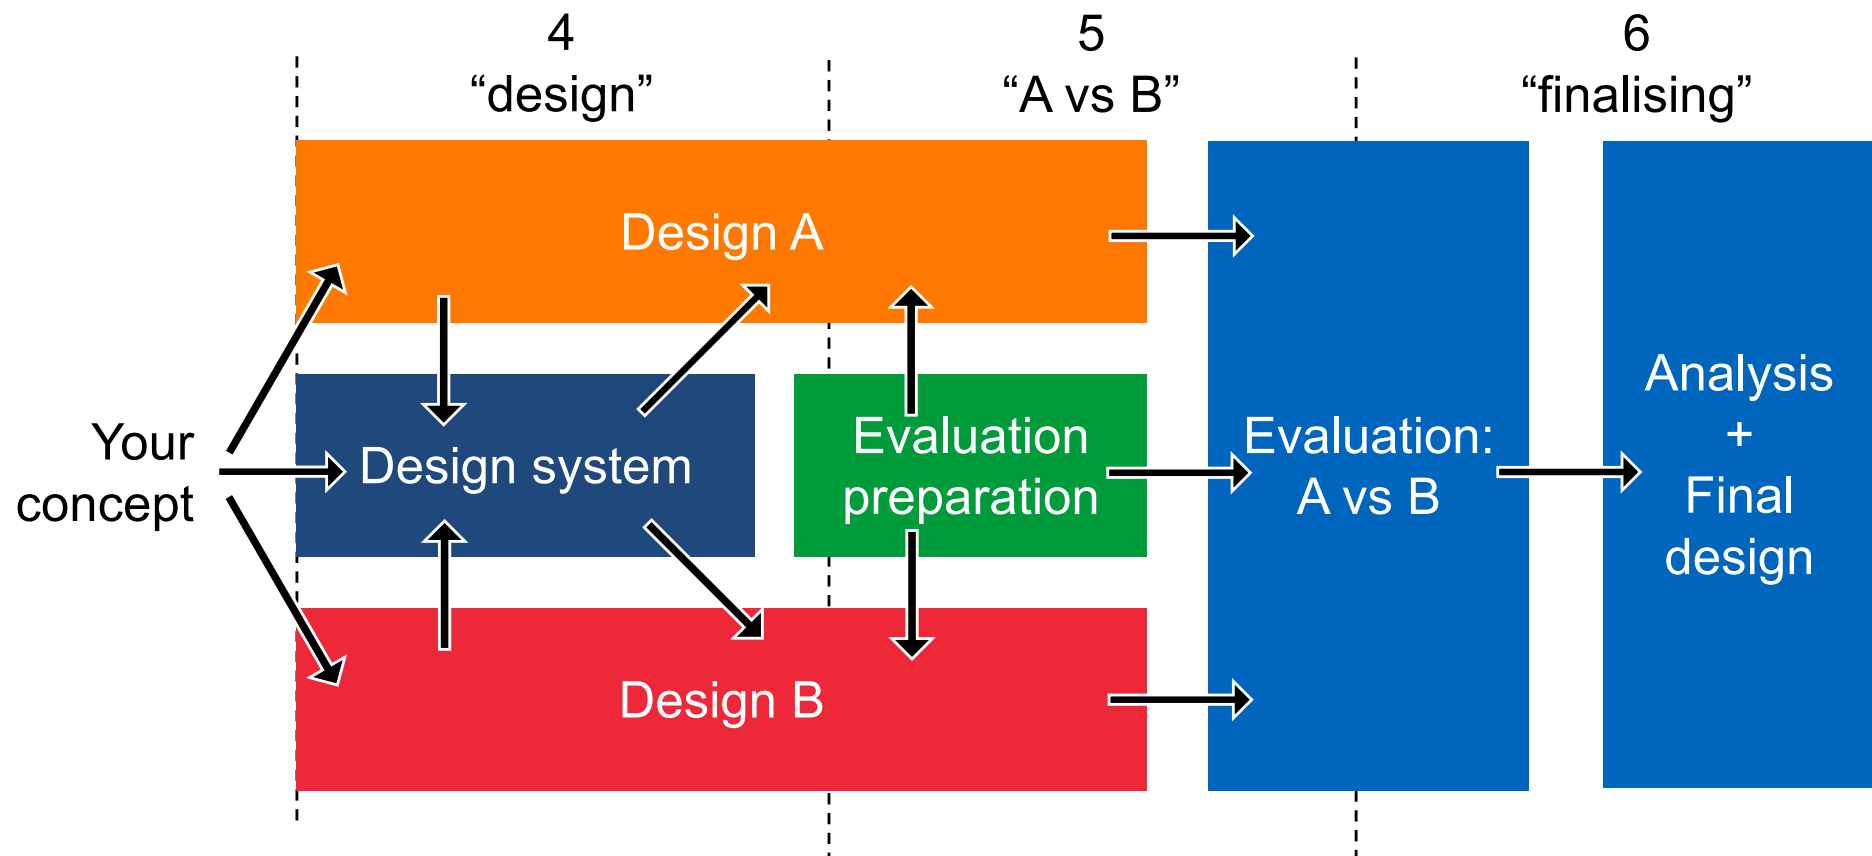 4
“design”
5
“A vs B”
6
“finalising”
Design A
Your
concept
Design system
Evaluation
preparation
Evaluation:
A vs B
Analysis
+
Final
design
Design B